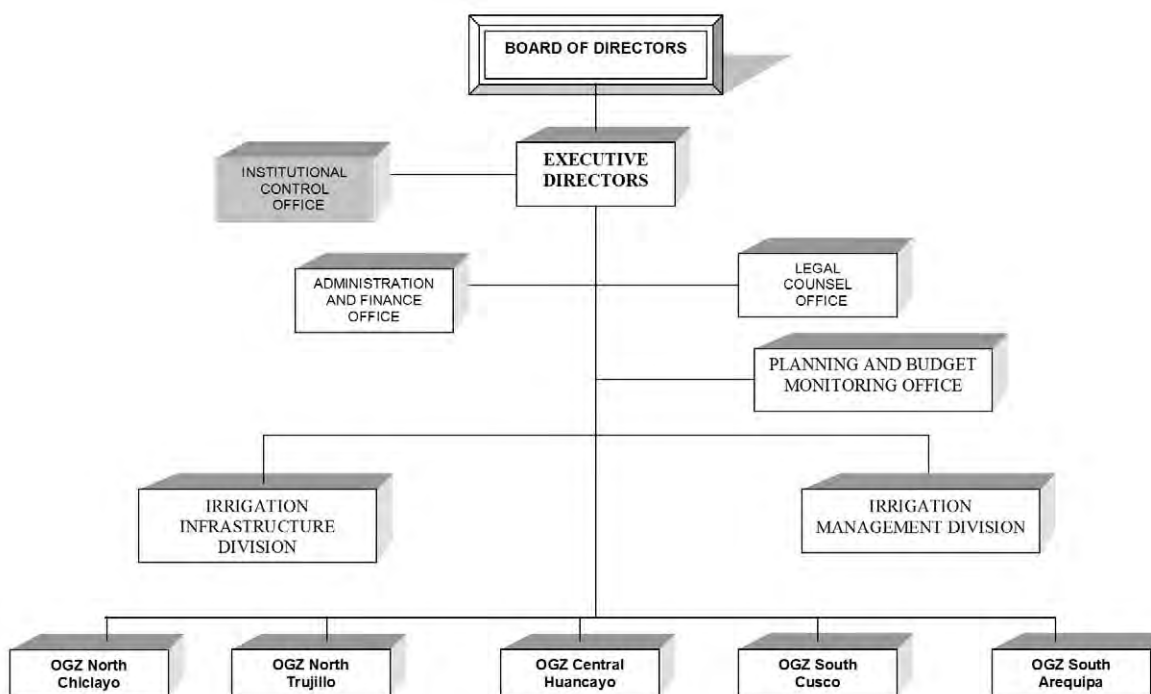 BOARD OF DIRECTORS
EXECUTIVE
DIRECTORS
INSTITUTIONAL
CONTROL
OFFICE
ADMINISTRATION
AND FINANCE
OFFICE
LEGAL
COUNSEL
OFFICE
PLANNING AND BUDGET
MONITORING OFFICE
IRRIGATION
INFRASTRUCTURE
DIVISION
IRRIGATION
MANAGEMENT DIVISION
OGZ North
Chiclayo
OGZ North
Trujillo
OGZ Central
Huancayo
OGZ South
Cusco
OGZ South
Arequipa